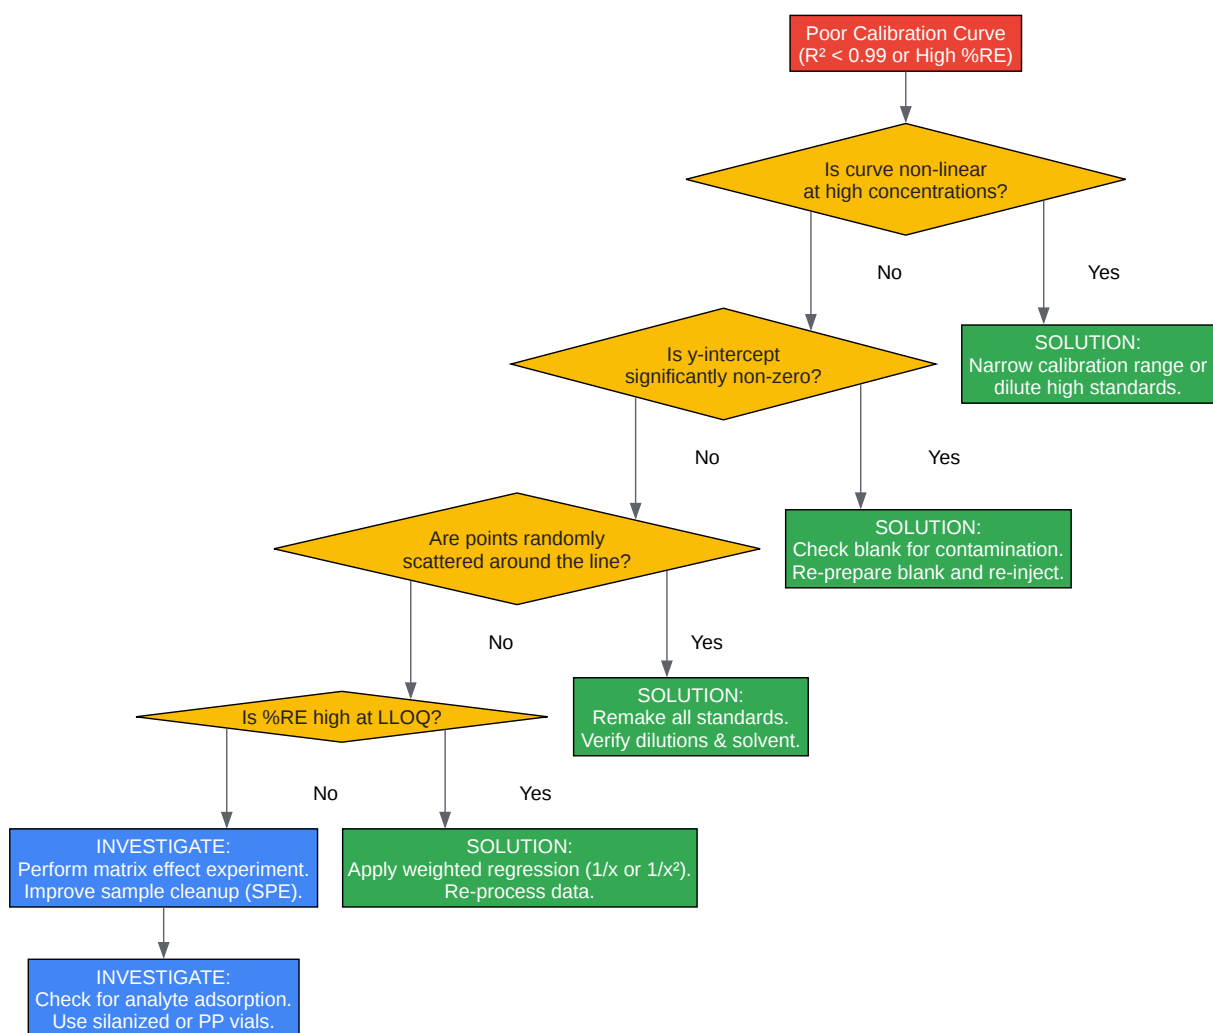 Poor Calibration Curve
(R² < 0.99 or High %RE)
Is curve non-linear
at high concentrations?
No
Yes
SOLUTION:
Narrow calibration range or
dilute high standards.
Is y-intercept
significantly non-zero?
No
Yes
SOLUTION:
Check blank for contamination.
Re-prepare blank and re-inject.
Are points randomly
scattered around the line?
No
Yes
SOLUTION:
Remake all standards.
Verify dilutions & solvent.
Is %RE high at LLOQ?
No
Yes
INVESTIGATE:
Perform matrix effect experiment.
Improve sample cleanup (SPE).
SOLUTION:
Apply weighted regression (1/x or 1/x²).
Re-process data.
INVESTIGATE:
Check for analyte adsorption.
Use silanized or PP vials.